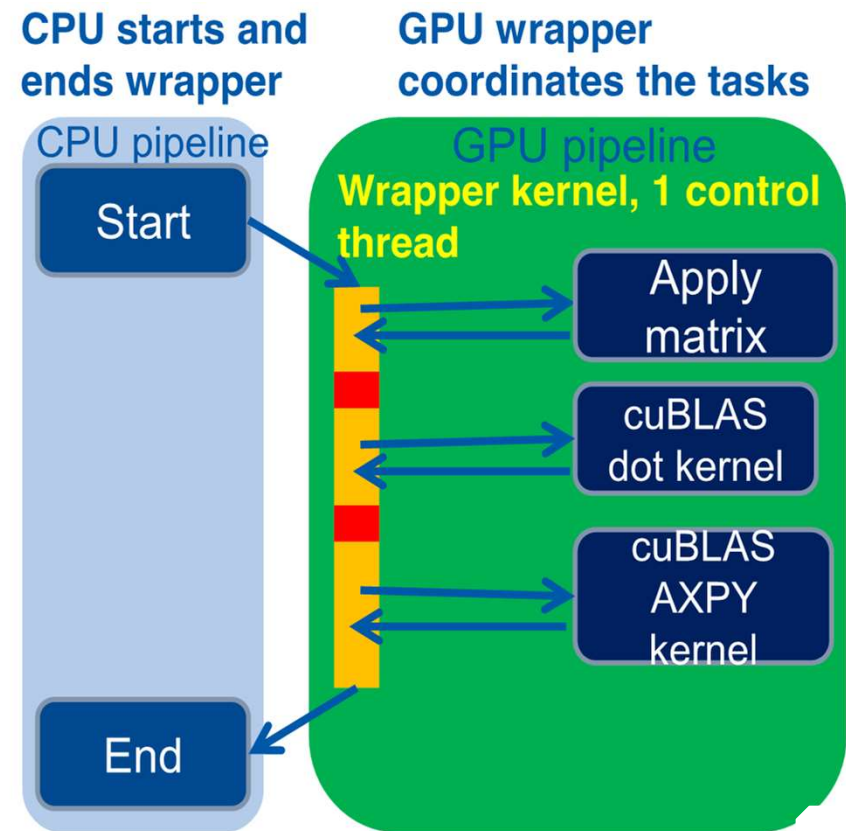 CPU starts and
ends wrapper
GPU wrapper
coordinates the tasks
CPU pipeline
GPU pipeline
Wrapper kernel, 1 control
thread
Start
Apply
matrix
cuBLAS
dot kernel
cuBLAS
AXPY
kernel
End